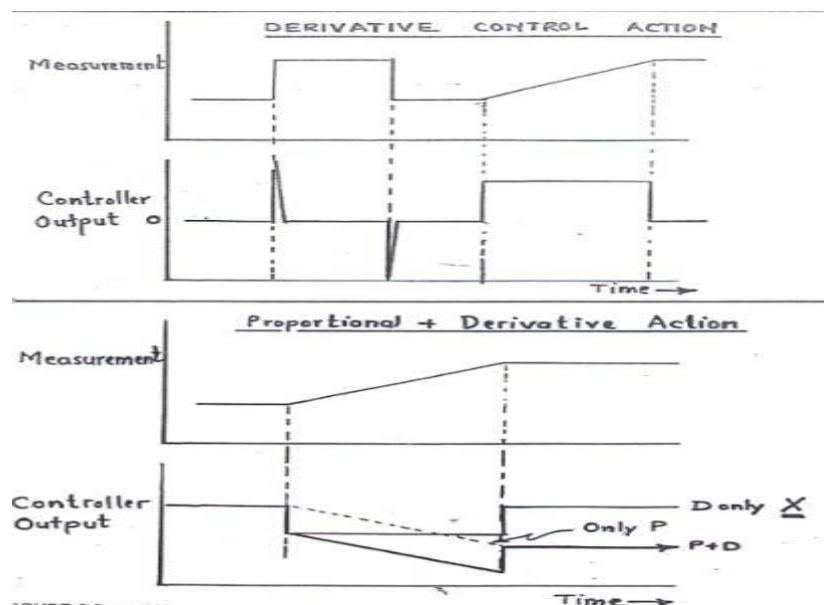 DERIVATIVE CONTROL ACTION
Measurement
Controller
Output 0
Time
Proportional + Derivative Action
Measurement
Controller
Output
D only X
Only P
P+D
Time